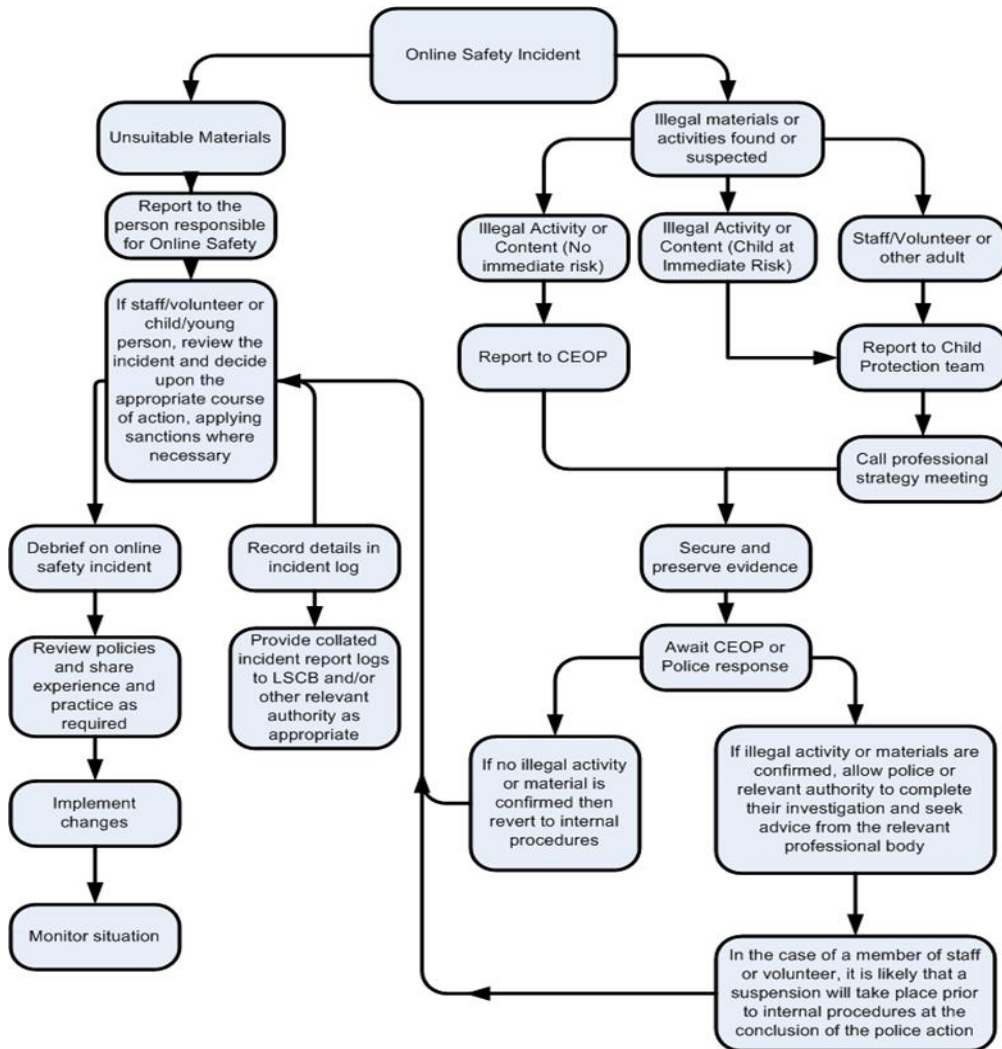 Online Safety Incident
Unsuitable Materials
Report to the
person responsible
for Online Safety
If staff/volunteer or
child/young
person, review the
incident and decide
upon the
appropriate course
of action, applying
sanctions where
necessary
Debrief on online
safety incident
Review policies
and share
experience and
practice as
required
Implement
changes
Monitor situation
Record details in
incident log
Provide collated
incident report logs
to LSCB and/or
other relevant
authority as
appropriate
Illegal materials or
activities found or
suspected
Illegal Activity or
Content (No
immediate risk)
Illegal Activity or
Content (Child at
Immediate Risk)
Staff/Volunteer or
other adult
Report to CEOP
Report to Child
Protection team
Call professional
strategy meeting
Secure and
preserve evidence
Await CEOP or
Police response
If no illegal activity
or material is
confirmed then
revert to internal
procedures
If illegal activity or materials are
confirmed, allow police or
relevant authority to complete
their investigation and seek
advice from the relevant
professional body
In the case of a member of staff
or volunteer, it is likely that a
suspension will take place prior
to internal procedures at the
conclusion of the police action